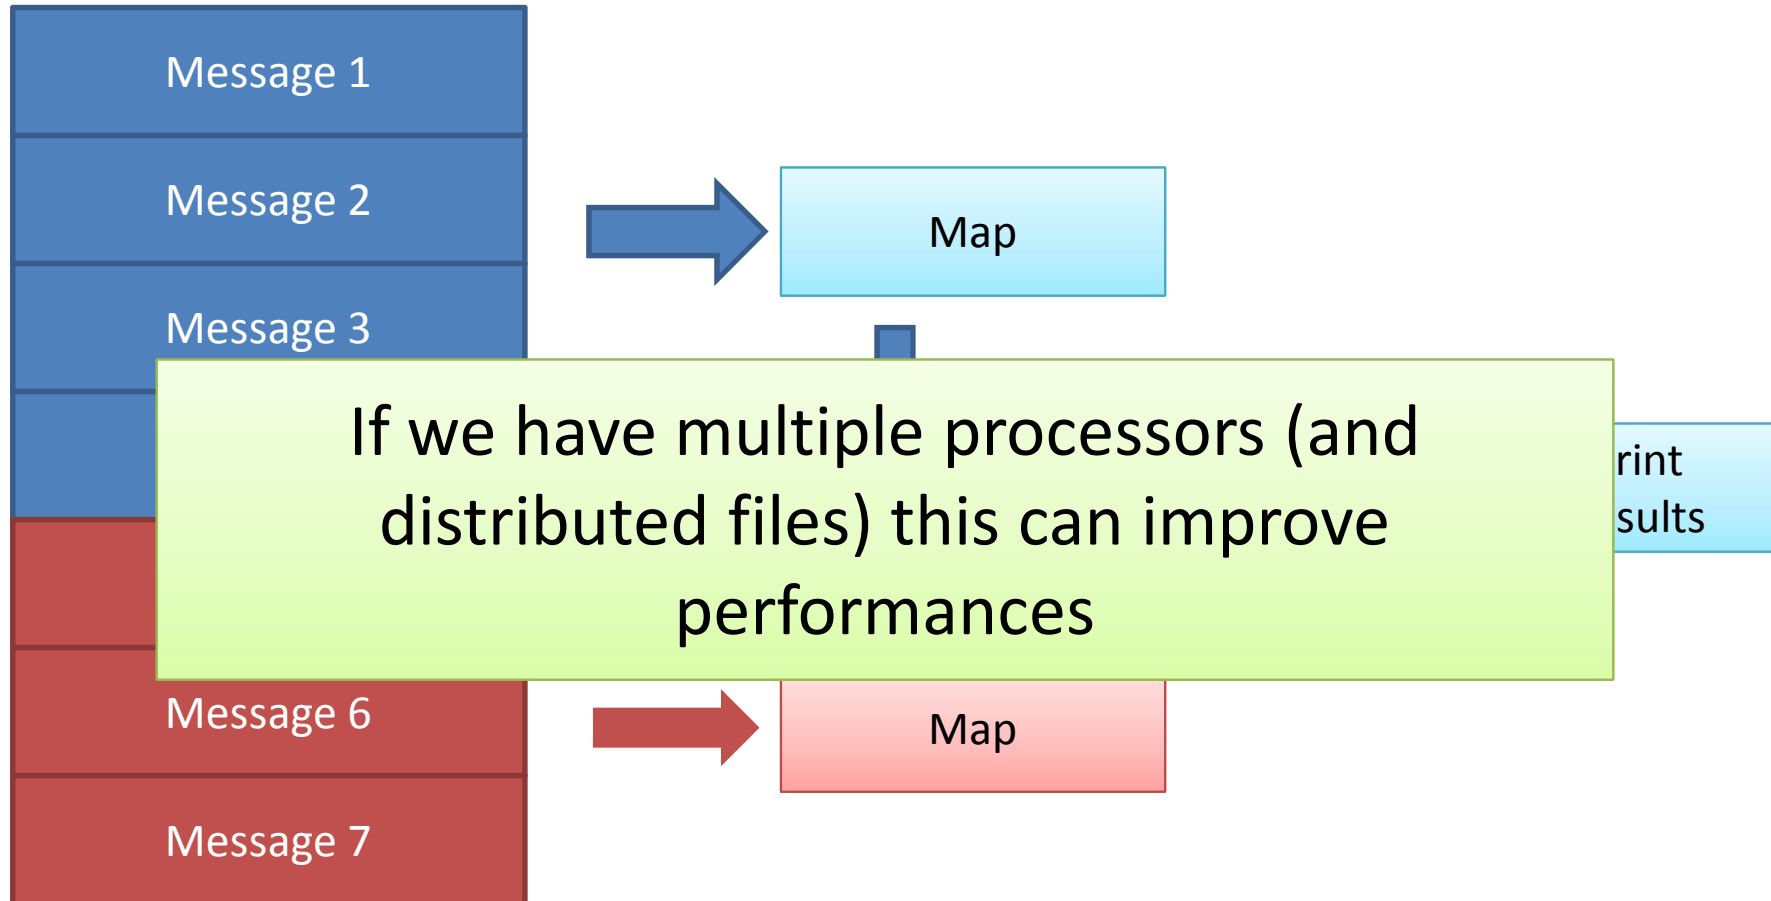 Message 1
Message 2
Message 3
Map
If we have multiple processors (and
distributed files) this can improve
performances
rint
sults
Message 6
Map
Message 7